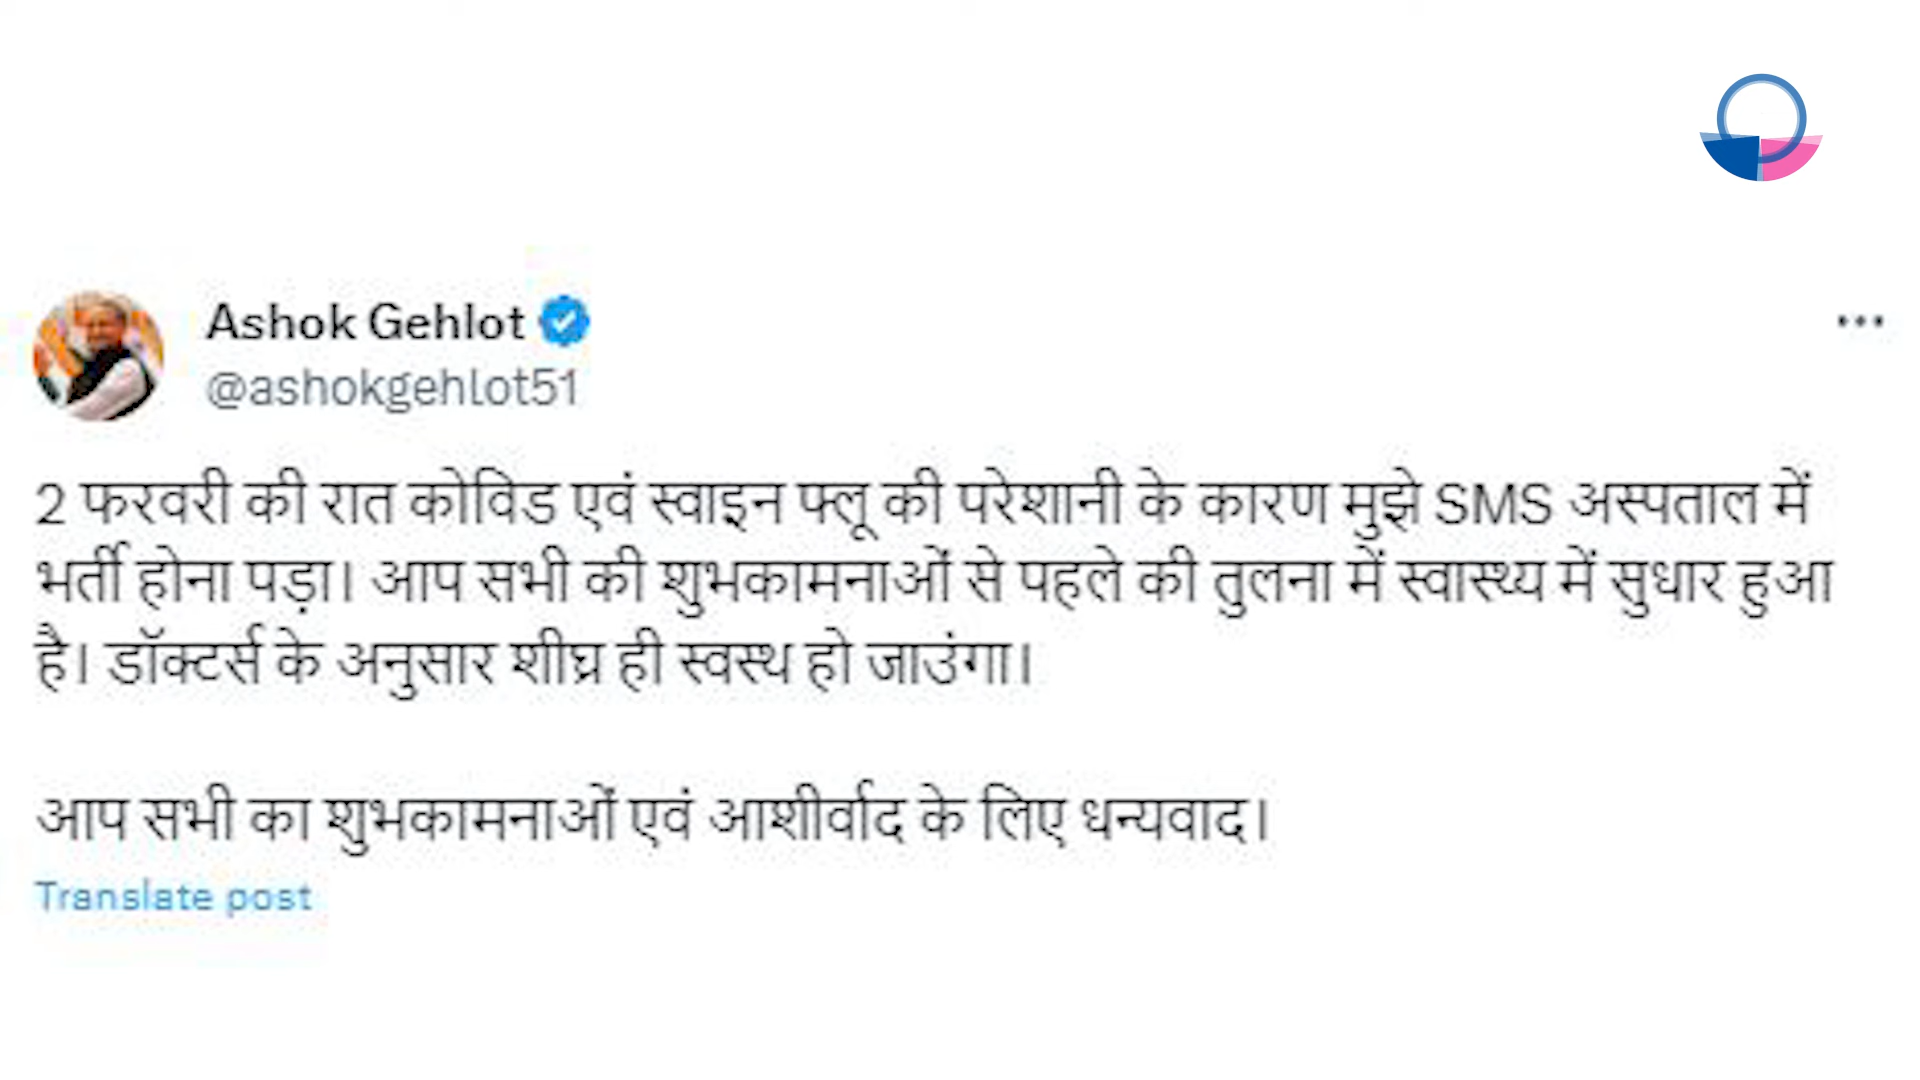 Ashok Gehlot
@ashokgehlot51
2 फरवरी की रात कोविड एवं स्वाइन फ्लू की परेशानी के कारण मुझे SMS अस्पताल में
भर्ती होना पड़ा। आप सभी की शुभकामनाओं से पहले की तुलना में स्वास्थ्य में सुधार हुआ
है। डॉक्टर्स के अनुसार शीघ्र ही स्वस्थ हो जाउंगा।
आप सभी का शुभकामनाओं एवं आशीर्वाद के लिए धन्यवाद।
Translate post